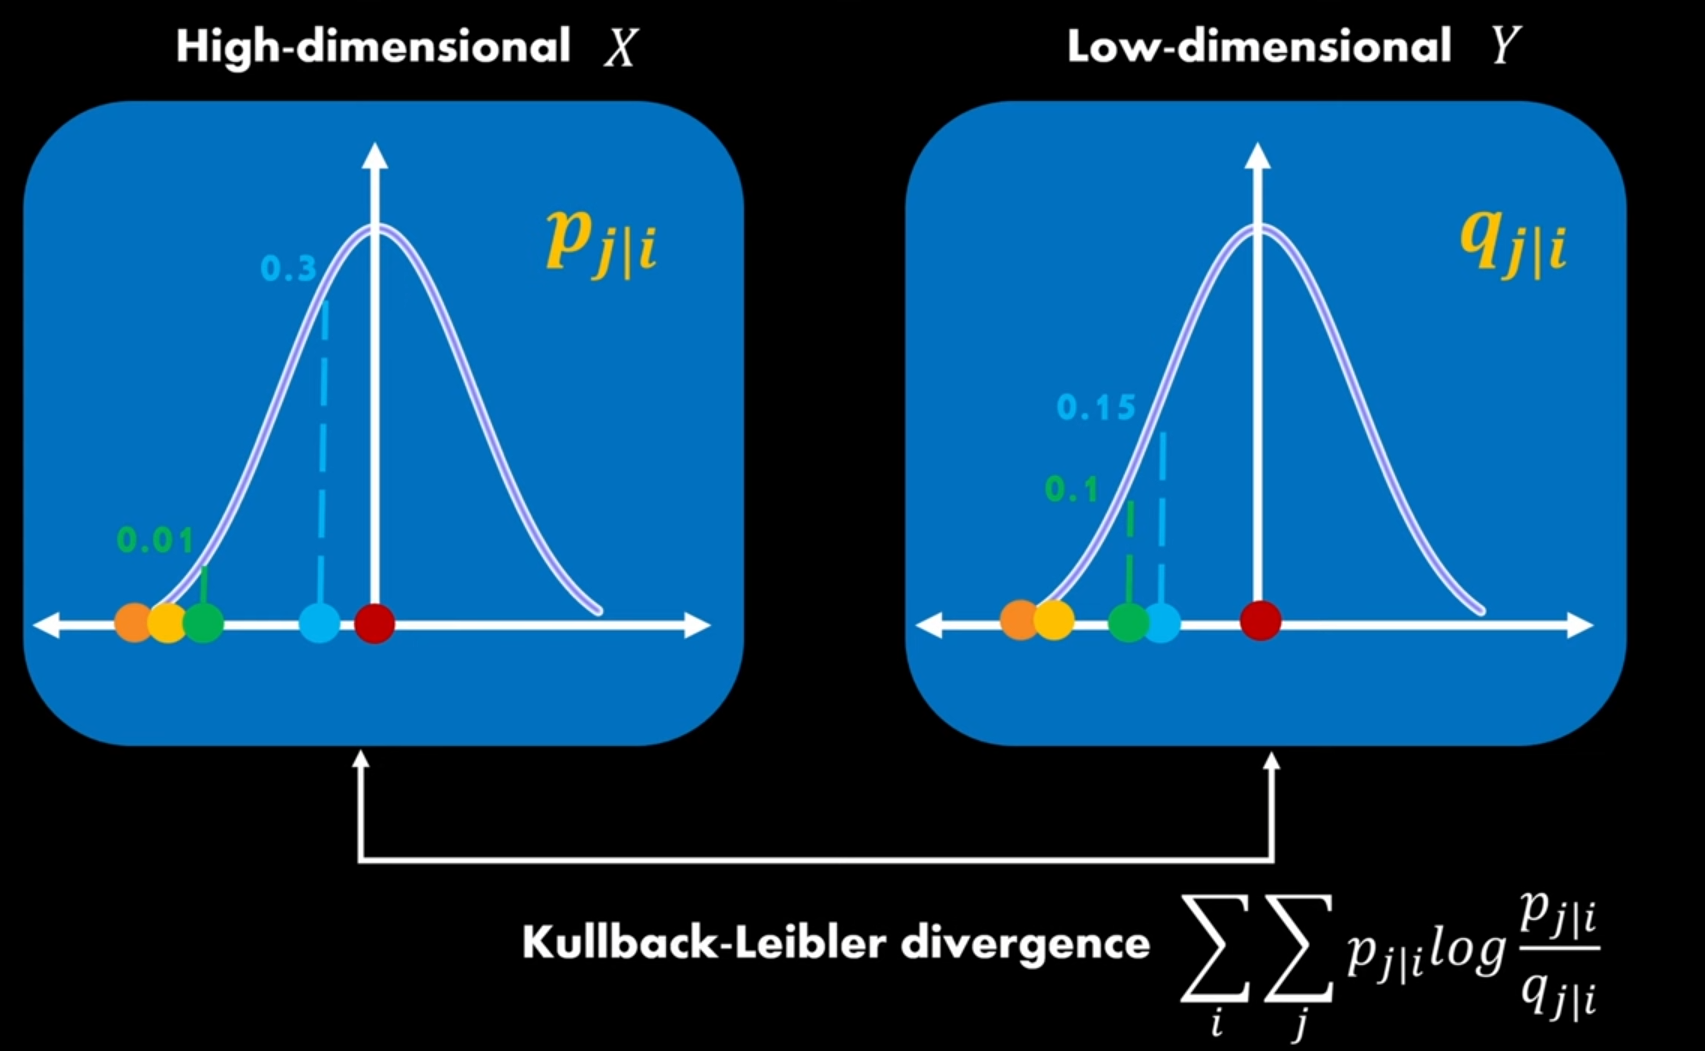 High-dimensional X
Low-dimensional Y
p_{j|i}
0.3
0.01
q_{j|i}
0.15
0.1
Kullback-Leibler divergence ∑_i ∑_j p_{j|i} log p_{j|i} / q_{j|i}